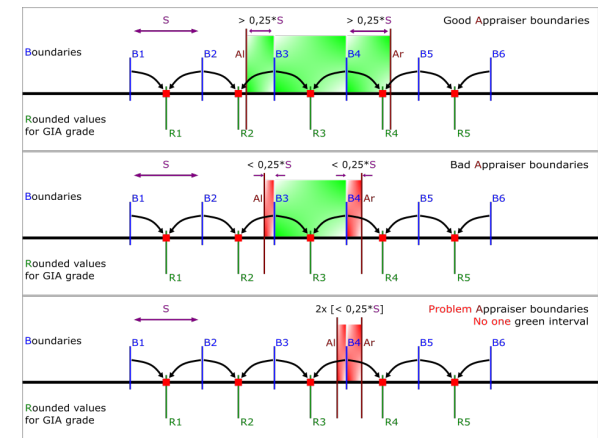 S > 0,25*S > 0,25*S Good Appraiser boundaries
Boundaries B1 B2 Al B3 B4 Ar B5 B6
Rounded values
for GIA grade R1 R2 R3 R4 R5
S < 0,25*S < 0,25*S Bad Appraiser boundaries
Boundaries B1 B2 Al B3 B4 Ar B5 B6
Rounded values
for GIA grade R1 R2 R3 R4 R5
S 2x [< 0,25*S] Problem Appraiser boundaries
No one green interval
Boundaries B1 B2 B3 Al B4 Ar B5 B6
Rounded values
for GIA grade R1 R2 R3 R4 R5